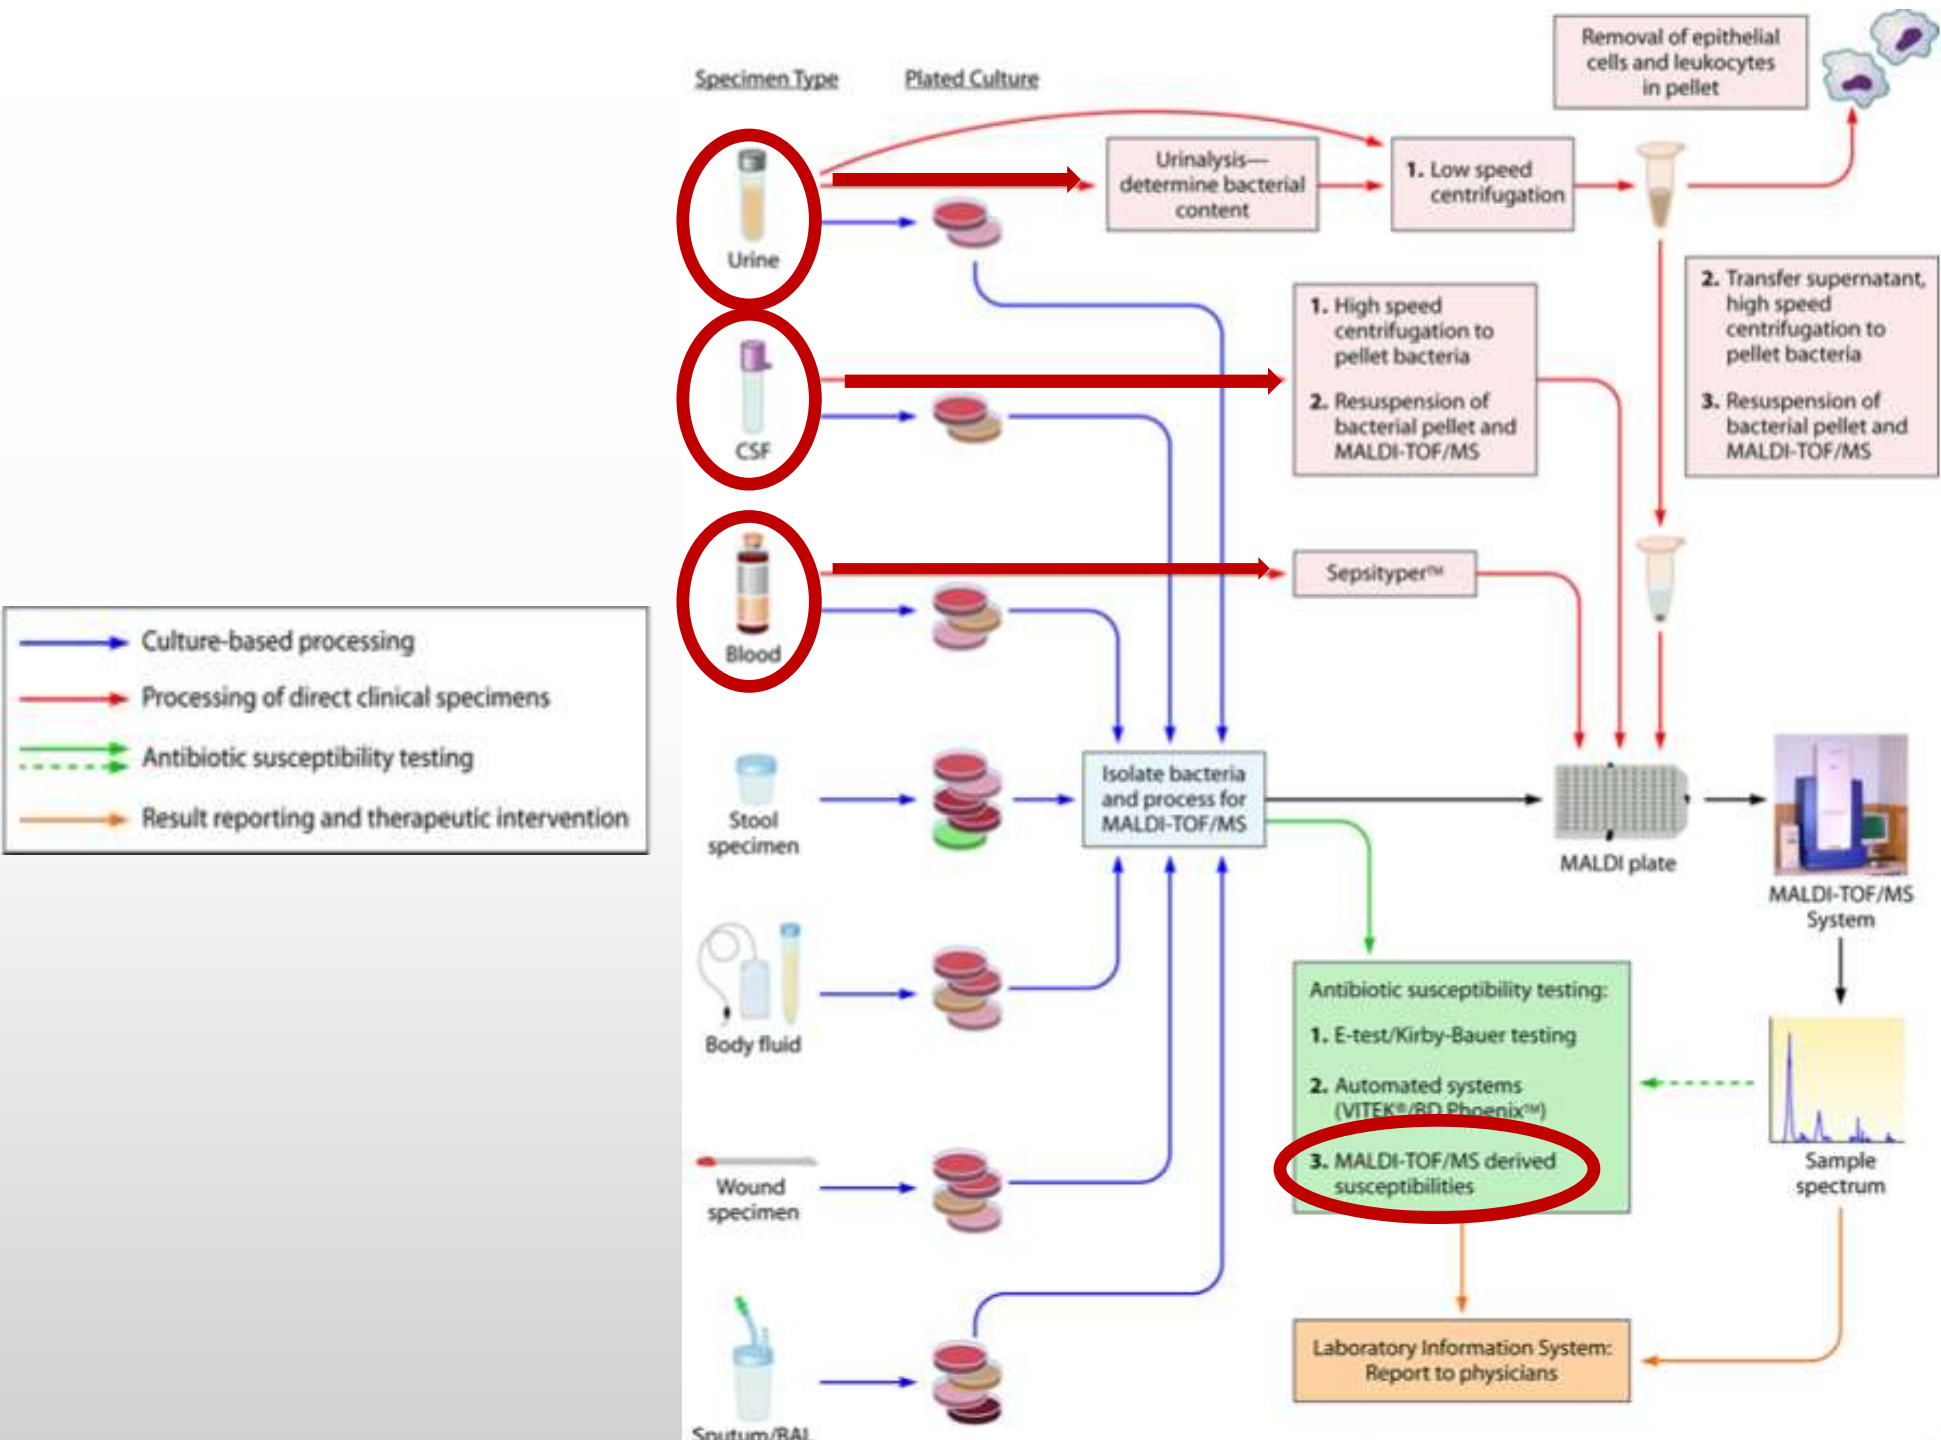 Specimen Type
Plated Culture
Removal of epithelial
cells and leukocytes
in pellet
Urine
Urinalysis—
determine bacterial
content
1. Low speed
centrifugation
2. Transfer supernatant,
high speed
centrifugation to
pellet bacteria
3. Resuspension of
bacterial pellet and
MALDI-TOF/MS
CSF
1. High speed
centrifugation to
pellet bacteria
2. Resuspension of
bacterial pellet and
MALDI-TOF/MS
Blood
Sepsityper™
Culture-based processing
Processing of direct clinical specimens
Antibiotic susceptibility testing
Result reporting and therapeutic intervention
Stool
specimen
Isolate bacteria
and process for
MALDI-TOF/MS
MALDI plate
MALDI-TOF/MS
System
Body fluid
Antibiotic susceptibility testing:
1. E-test/Kirby-Bauer testing
2. Automated systems
(VITEK®/BD Phoenix™)
3. MALDI-TOF/MS derived
susceptibilities
Sample
spectrum
Wound
specimen
Laboratory Information System:
Report to physicians
Sputum/BAL